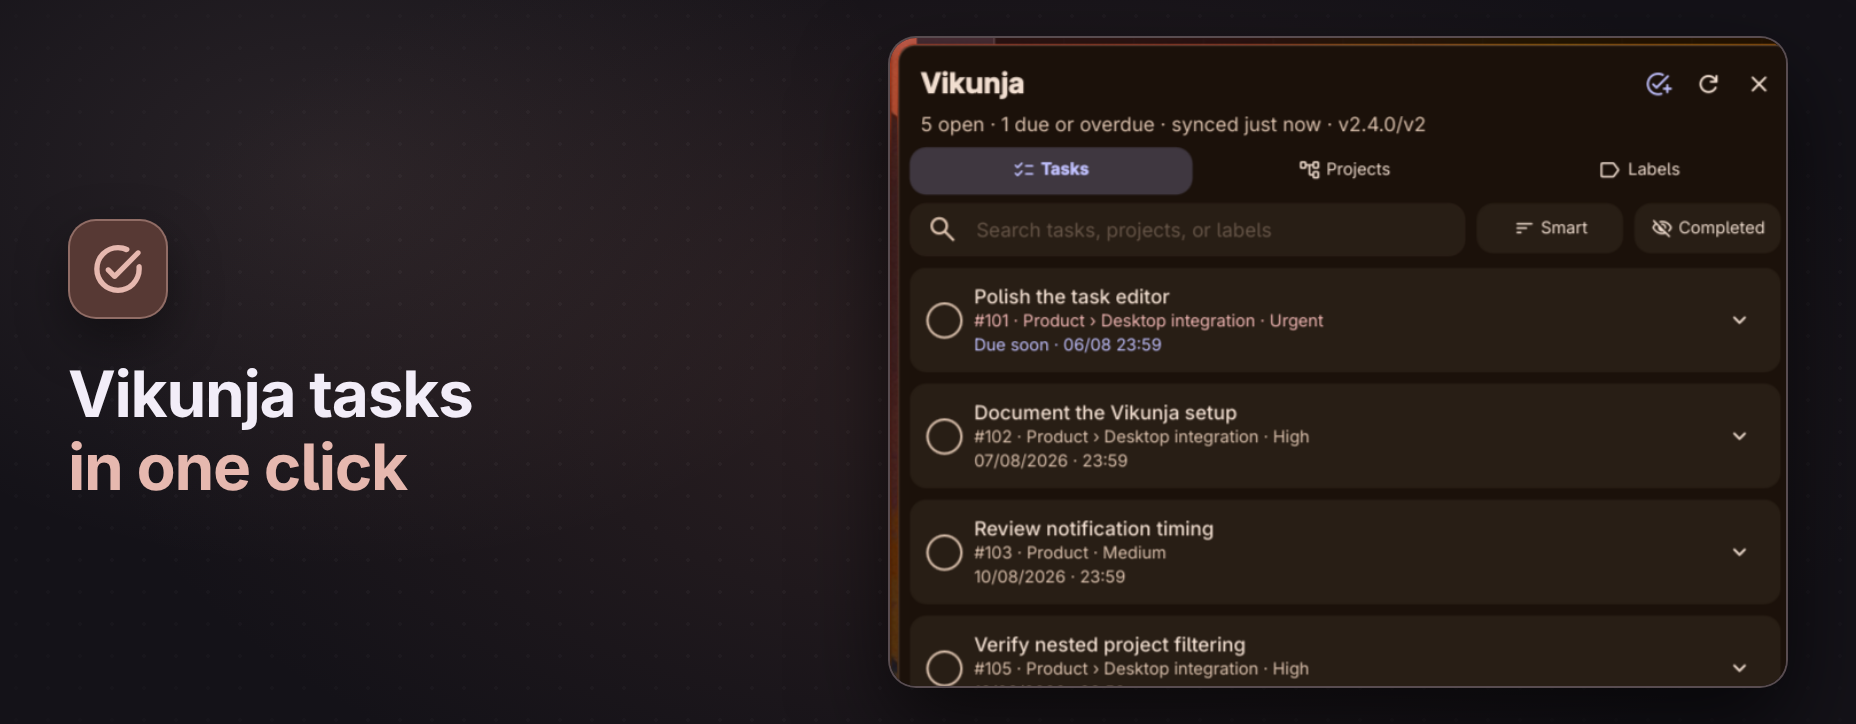 Vikunja tasks
in one click
Vikunja
5 open · 1 due or overdue · synced just now · v2.4.0/v2
Tasks
Projects
Labels
Search tasks, projects, or labels
Smart
Completed
Polish the task editor
#101 · Product › Desktop integration · Urgent
Due soon · 06/08 23:59
Document the Vikunja setup
#102 · Product › Desktop integration · High
07/08/2026 · 23:59
Review notification timing
#103 · Product · Medium
10/08/2026 · 23:59
Verify nested project filtering
#105 · Product › Desktop integration · High